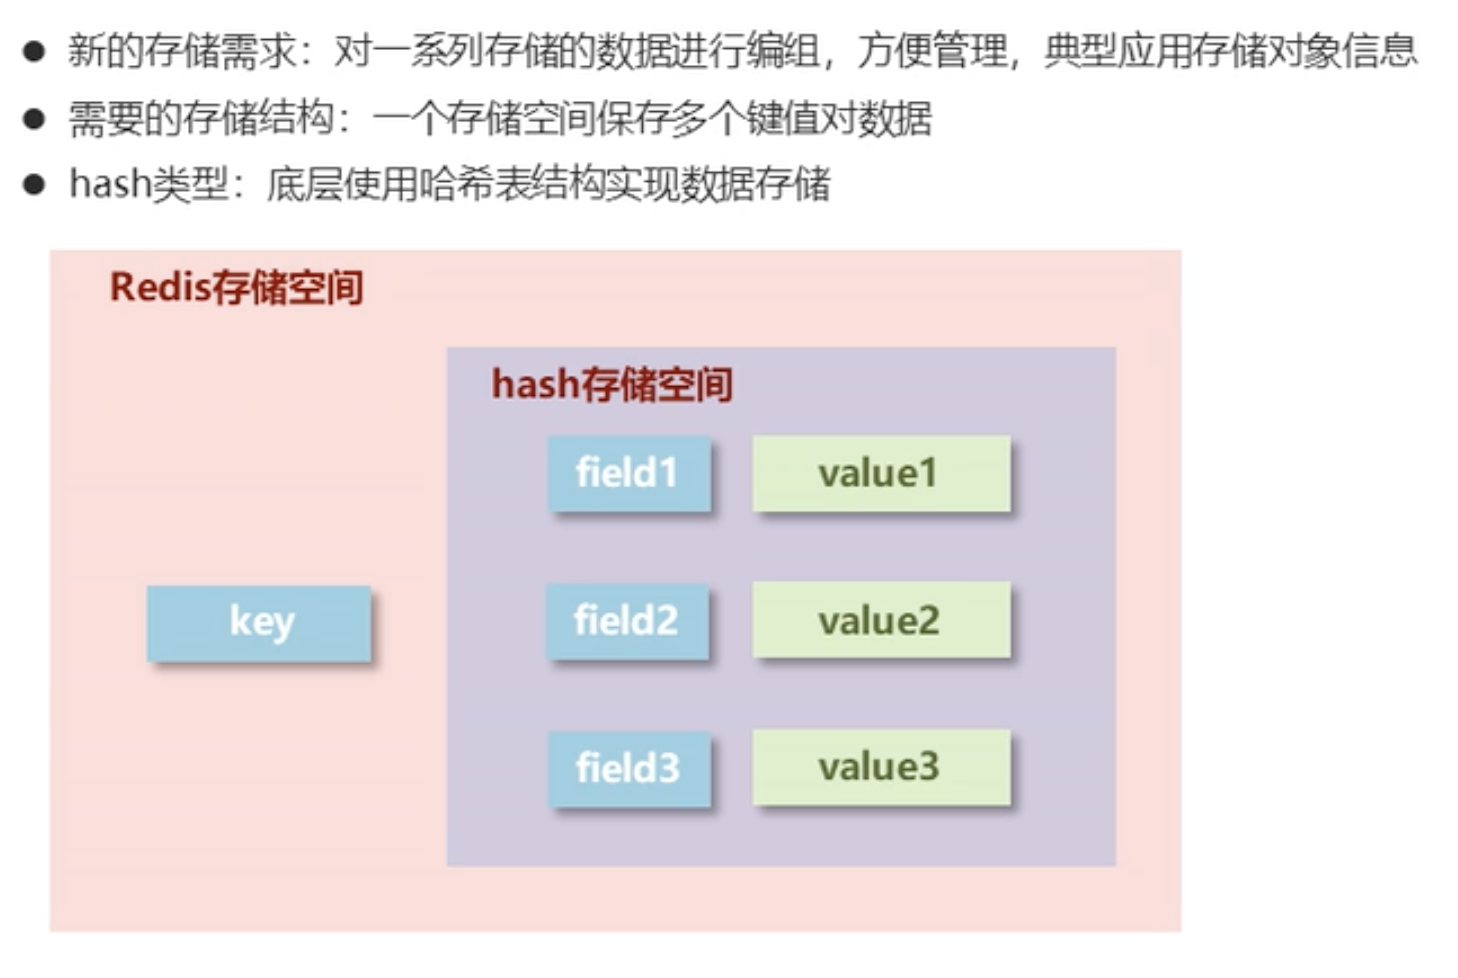 ● 新的存储需求：对一系列存储的数据进行编组，方便管理，典型应用存储对象信息
● 需要的存储结构：一个存储空间保存多个键值对数据
● hash类型：底层使用哈希表结构实现数据存储
Redis存储空间
hash存储空间
field1 value1
key field2 value2
field3 value3